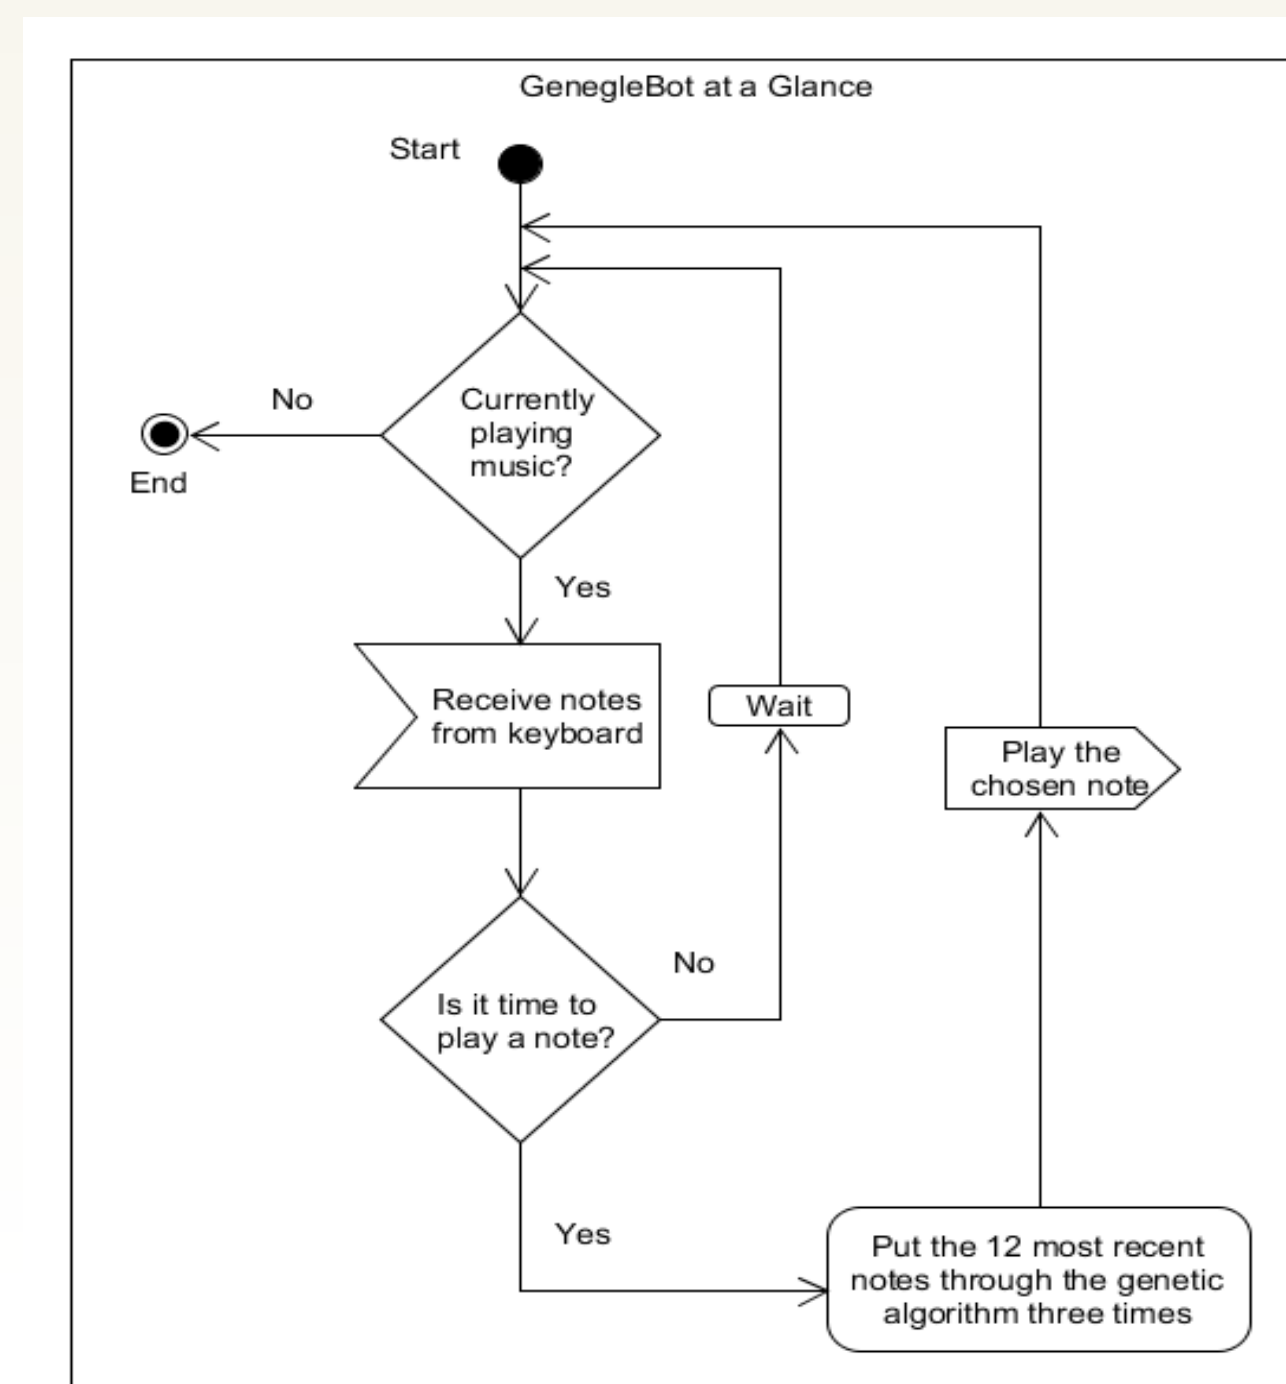 GenegleBot at a Glance
Start
No
Currently
playing
music?
End
Yes
Receive notes
from keyboard
Wait
Play the
chosen note
No
Is it time to
play a note?
Yes
Put the 12 most recent
notes through the genetic
algorithm three times